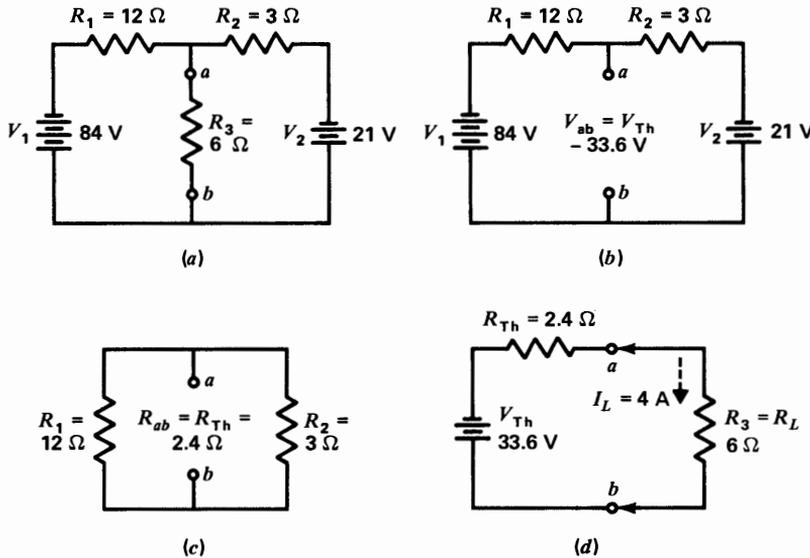 R1 = 12 Ω
R2 = 3 Ω
a
V1
84 V
R3 =
6 Ω
V2
21 V
b
(a)
R1 = 12 Ω
R2 = 3 Ω
a
V1
84 V
Vab = VTh
– 33.6 V
V2
21 V
b
(b)
R1 =
12 Ω
a
Rab = RTh =
2.4 Ω
b
R2 =
3 Ω
(c)
RTh = 2.4 Ω
a
IL = 4 A
VTh
33.6 V
R3 = RL
6 Ω
b
(d)